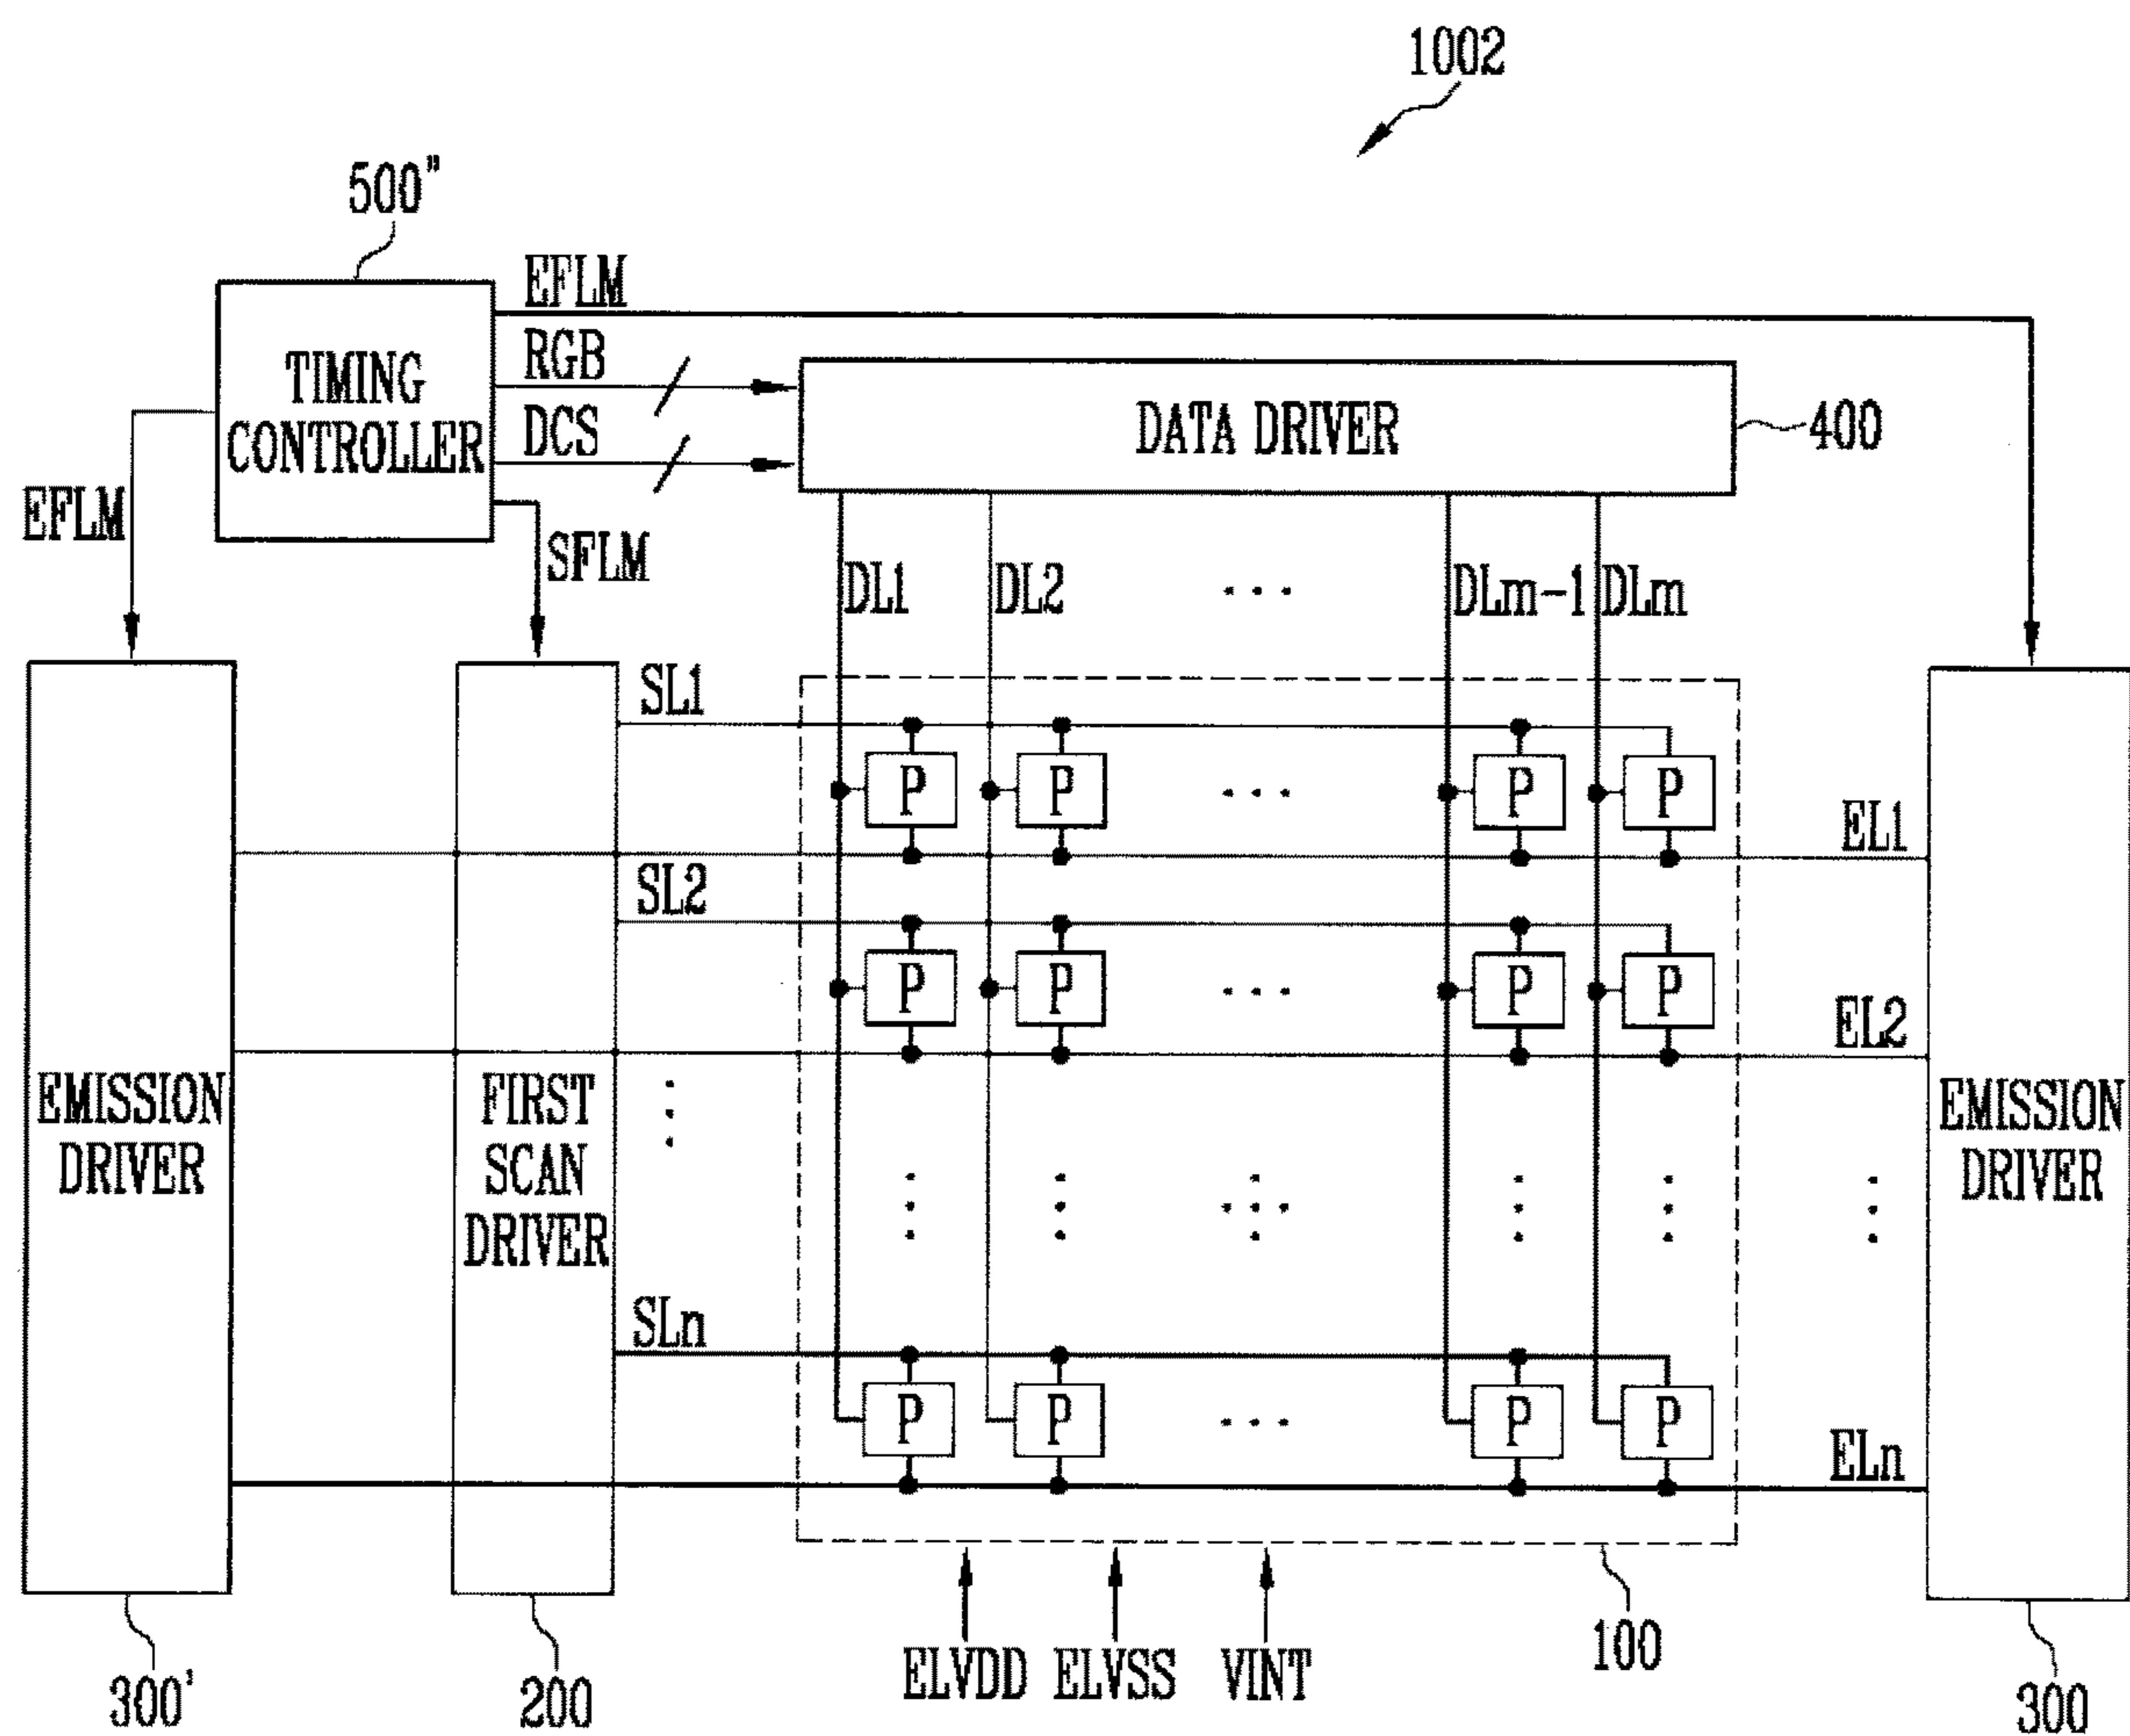 1002
500"
EFLM
RGB
DCS
TIMING
CONTROLLER
DATA DRIVER
400
EFLM
SFLM
DL1
DL2
. . .
DLm-1
DLm
SL1
P
P
. . .
P
P
EL1
SL2
P
P
. . .
P
P
EL2
EMISSION
DRIVER
FIRST
SCAN
DRIVER
EMISSION
DRIVER
SLn
P
P
. . .
P
P
ELn
ELVDD
ELVSS
VINT
100
300'
200
300